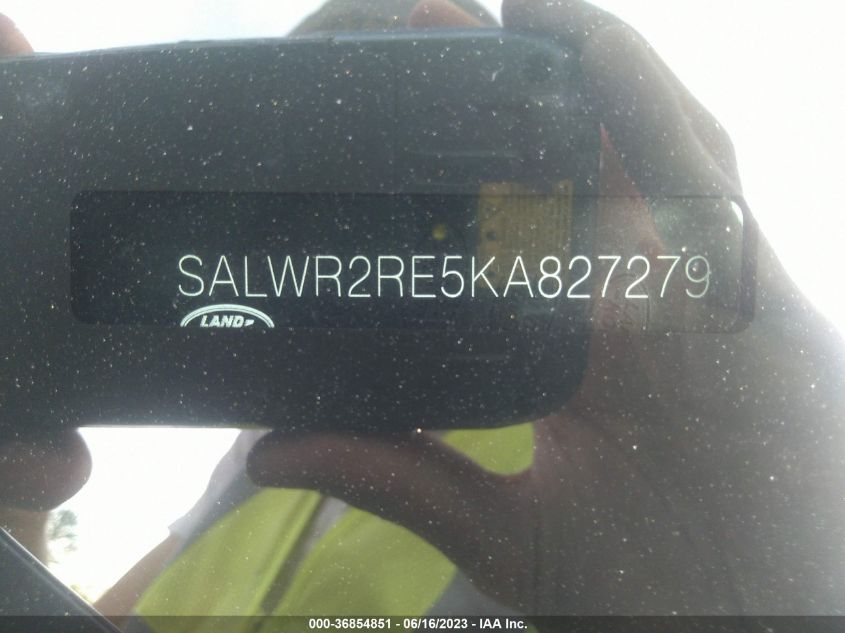 SALWR2RE5KA827279
LAND
000-36854851 - 06/16/2023 - IAA Inc.